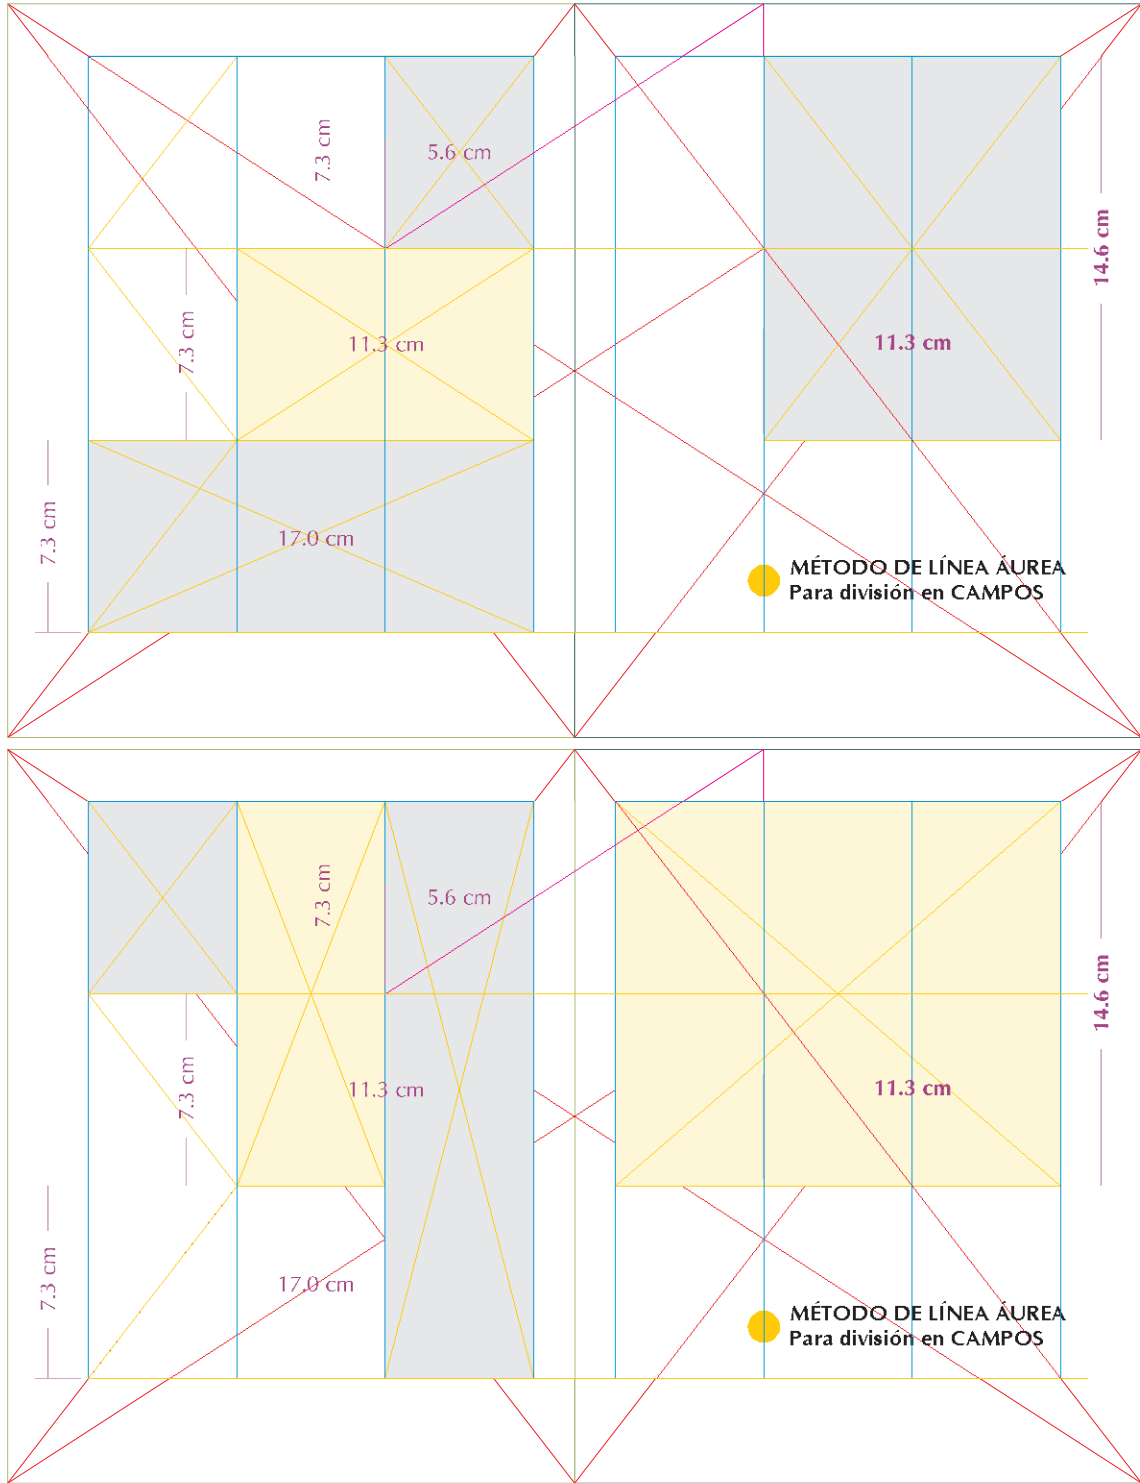 7.3 cm
5.6 cm
14.6 cm
7.3 cm
11.3 cm
11.3 cm
7.3 cm
17.0 cm
MÉTODO DE LÍNEA ÁUREA
Para división en CAMPOS
7.3 cm
5.6 cm
14.6 cm
7.3 cm
11.3 cm
11.3 cm
7.3 cm
17.0 cm
MÉTODO DE LÍNEA ÁUREA
Para división en CAMPOS